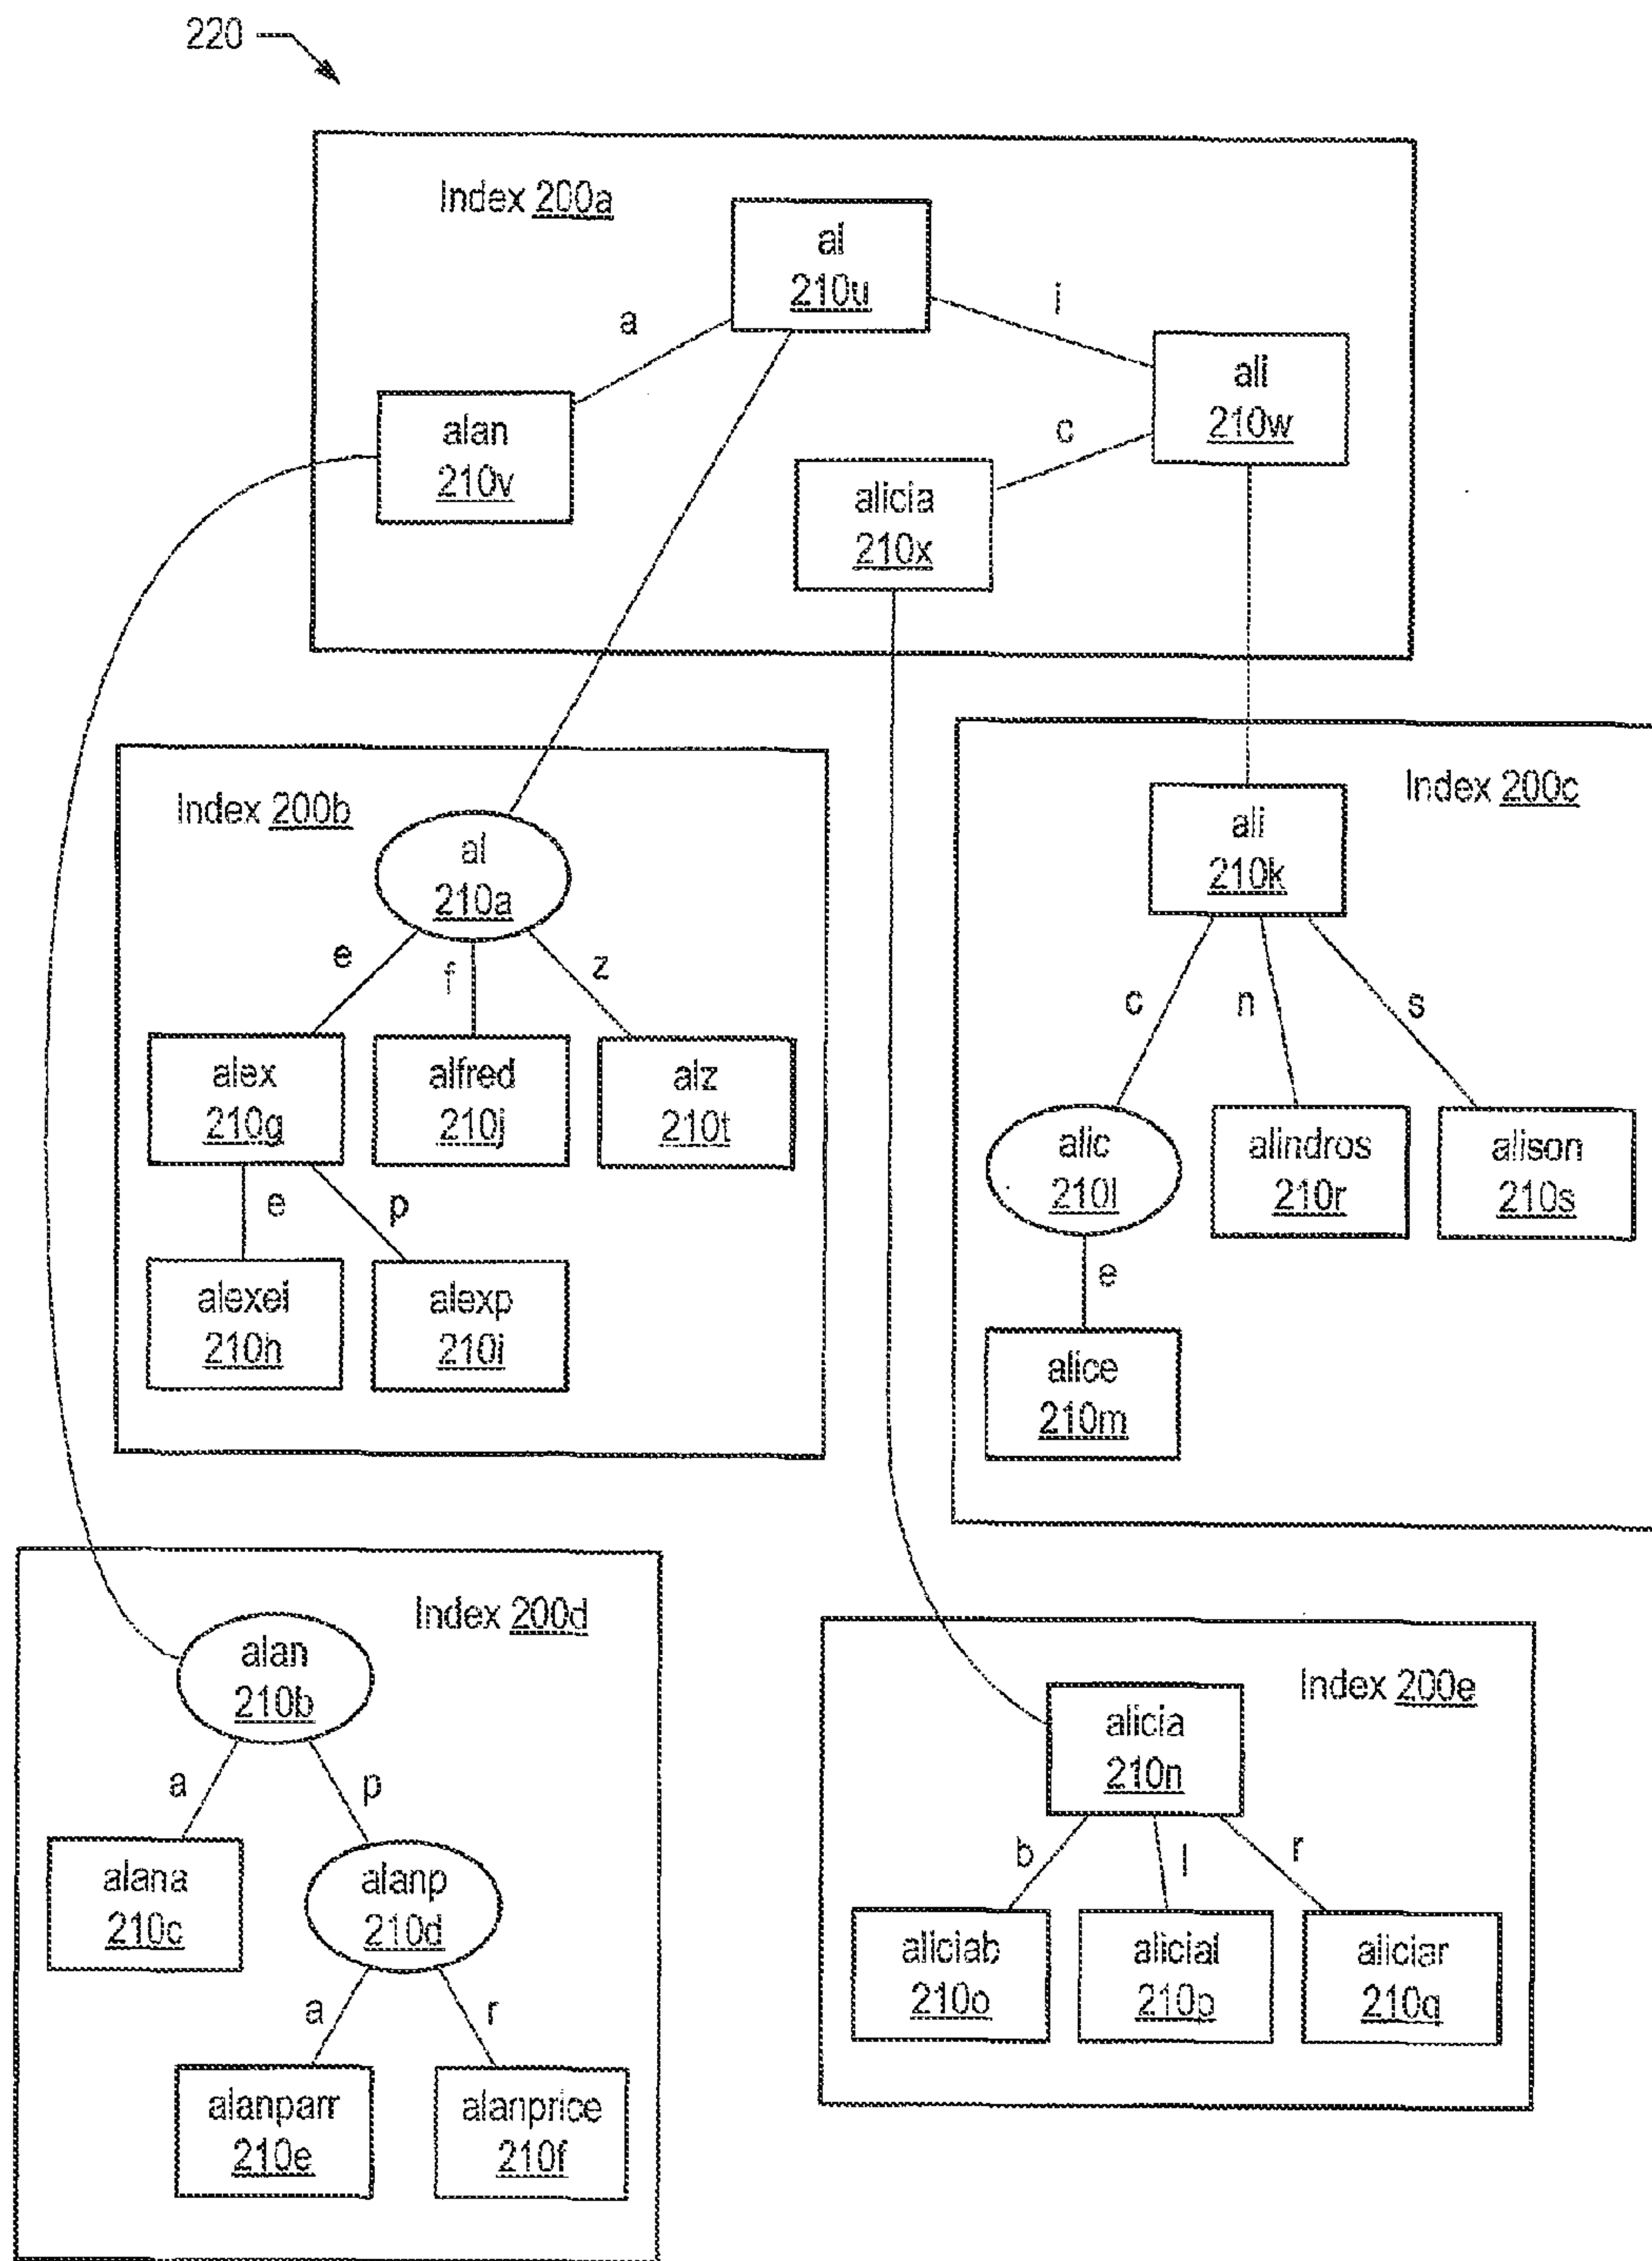 220
Index 200a
al
210u
a
i
alan
210v
ali
210w
c
alicia
210x
Index 200b
al
210a
e
f
z
alex
210g
alfred
210j
alz
210t
e
p
alexei
210h
alexp
210i
Index 200c
ali
210k
c
n
s
alic
210l
alindros
210r
alison
210s
e
alice
210m
Index 200d
alan
210b
a
p
alana
210c
alanp
210d
a
r
alanparr
210e
alanprice
210f
Index 200e
alicia
210n
b
l
r
aliciab
210o
alicial
210p
aliciar
210q